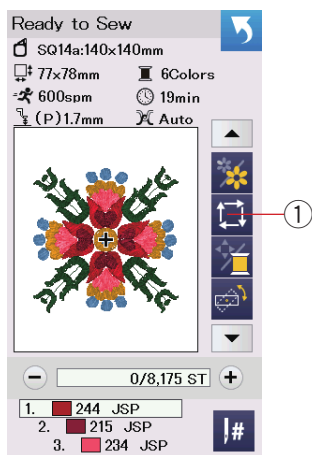 Ready to Sew
SQ14a:140x140mm
77x78mm 6Colors
600spm 19min
(P)1.7mm Auto
1
0/8,175 ST
1. 244 JSP
2. 215 JSP
3. 234 JSP
#